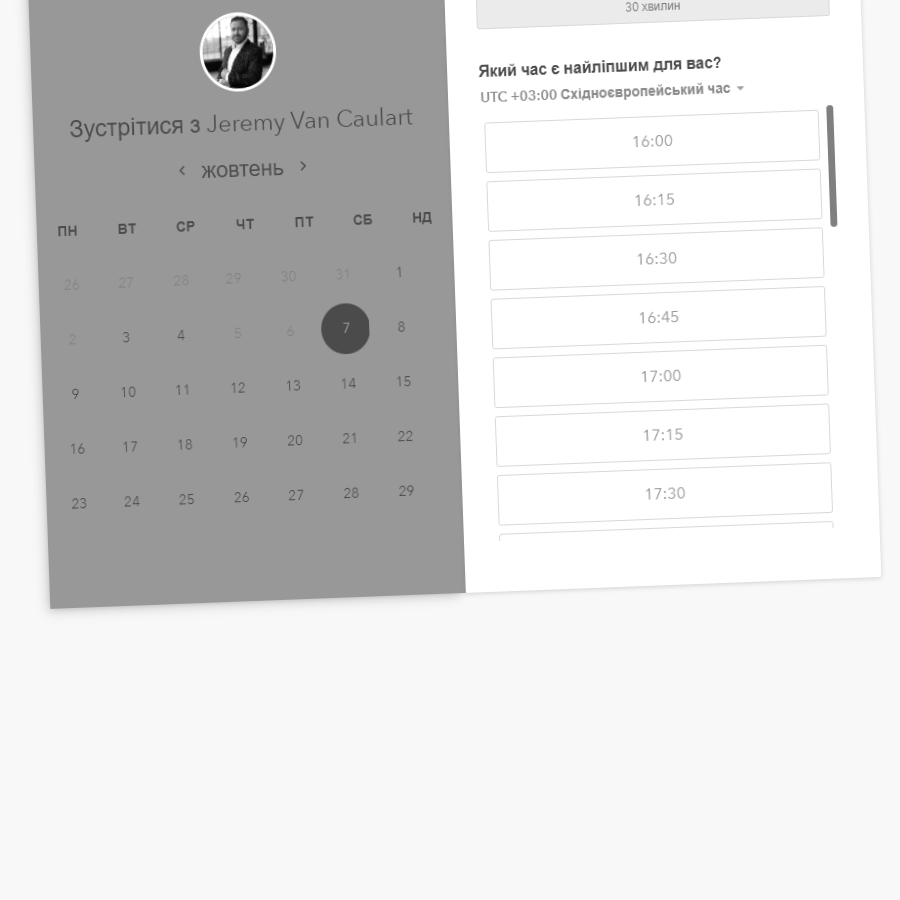 Зустрітися з Jeremy Van Caulart
жовтень
ПН ВТ СР ЧТ ПТ СБ НД
26 27 28 29 30 31 1
2 3 4 5 6 7 8
9 10 11 12 13 14 15
16 17 18 19 20 21 22
23 24 25 26 27 28 29
30 хвилин
Який час є найліпшим для вас?
UTC +03:00 Східноєвропейський час
16:00
16:15
16:30
16:45
17:00
17:15
17:30